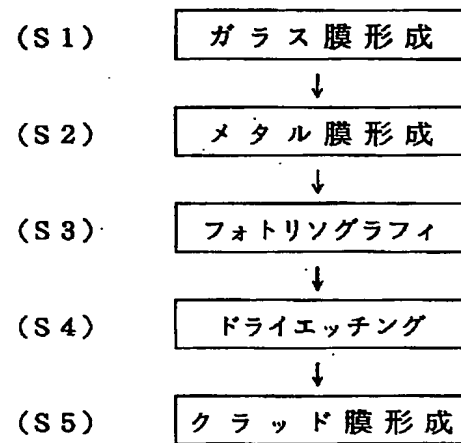 (S1) ガラス膜形成
↓
(S2) メタル膜形成
↓
(S3) フォトリソグラフィ
↓
(S4) ドライエッチング
↓
(S5) クラッド膜形成